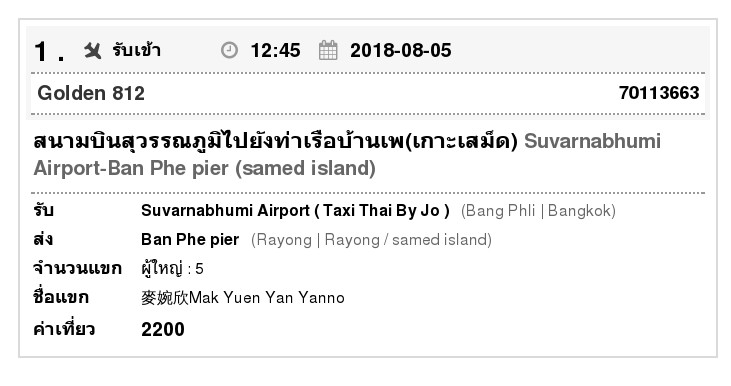 1 . รับเข้า 12:45 2018-08-05
Golden 812 70113663
สนามบินสุวรรณภูมิไปยังท่าเรือบ้านเพ(เกาะเสม็ด) Suvarnabhumi
Airport-Ban Phe pier (samed island)
รับ Suvarnabhumi Airport ( Taxi Thai By Jo ) (Bang Phli | Bangkok)
ส่ง Ban Phe pier (Rayong | Rayong / samed island)
จำนวนแขก ผู้ใหญ่ : 5
ชื่อแขก 麥婉欣Mak Yuen Yan Yanno
ค่าเที่ยว 2200